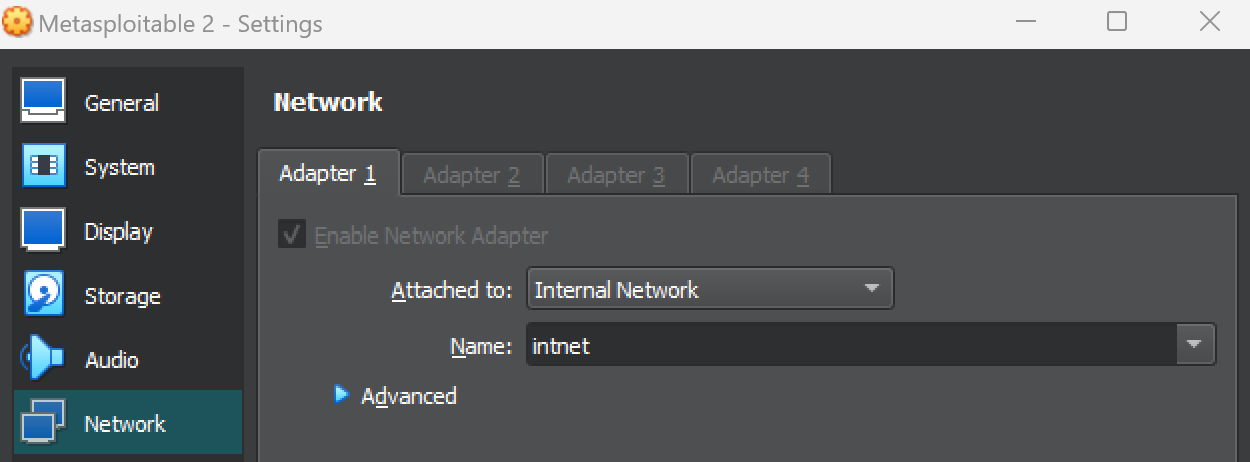 Metasploitable 2 - Settings
General
System
Display
Storage
Audio
Network
Network
Adapter 1 Adapter 2 Adapter 3 Adapter 4
Enable Network Adapter
Attached to: Internal Network
Name: intnet
Advanced